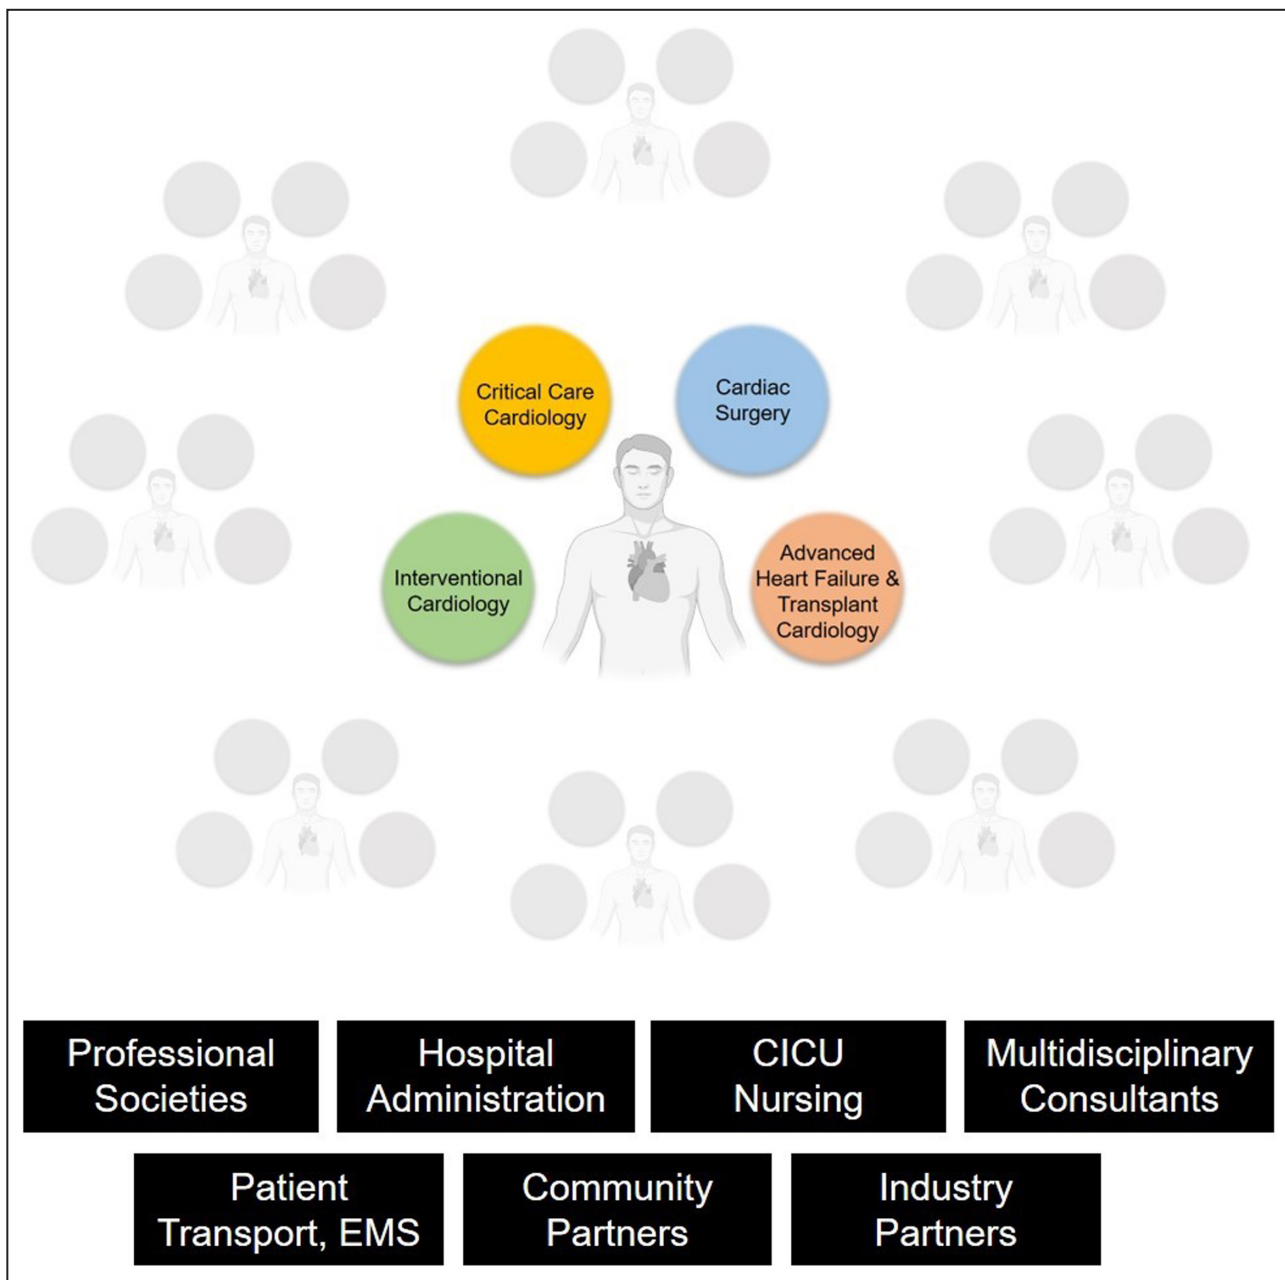 Critical Care
Cardiology
Cardiac
Surgery
Interventional
Cardiology
Advanced
Heart Failure &
Transplant
Cardiology
Professional
Societies
Hospital
Administration
CICU
Nursing
Multidisciplinary
Consultants
Patient
Transport, EMS
Community
Partners
Industry
Partners